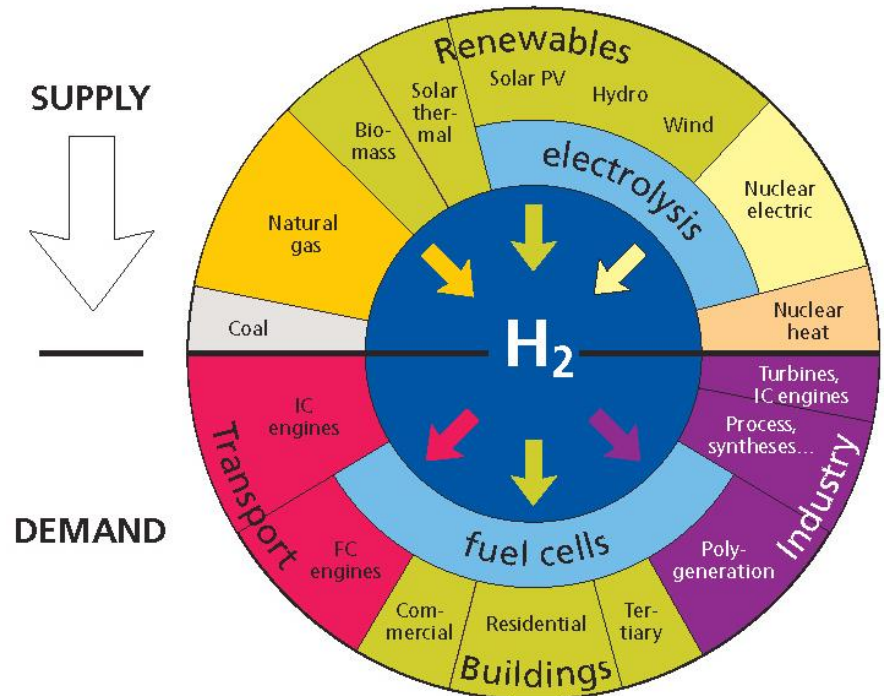 Renewables
Solar PV
Hydro
Wind
Solar
ther-
mal
Bio-
mass
SUPPLY
electrolysis
Nuclear
electric
Natural
gas
Coal
Nuclear
heat
H₂
Turbines,
IC engines
Process,
syntheses...
Industry
Poly-
generation
IC
engines
Transport
FC
engines
DEMAND
fuel cells
Com-
mercial
Residential
Ter-
tiary
Buildings